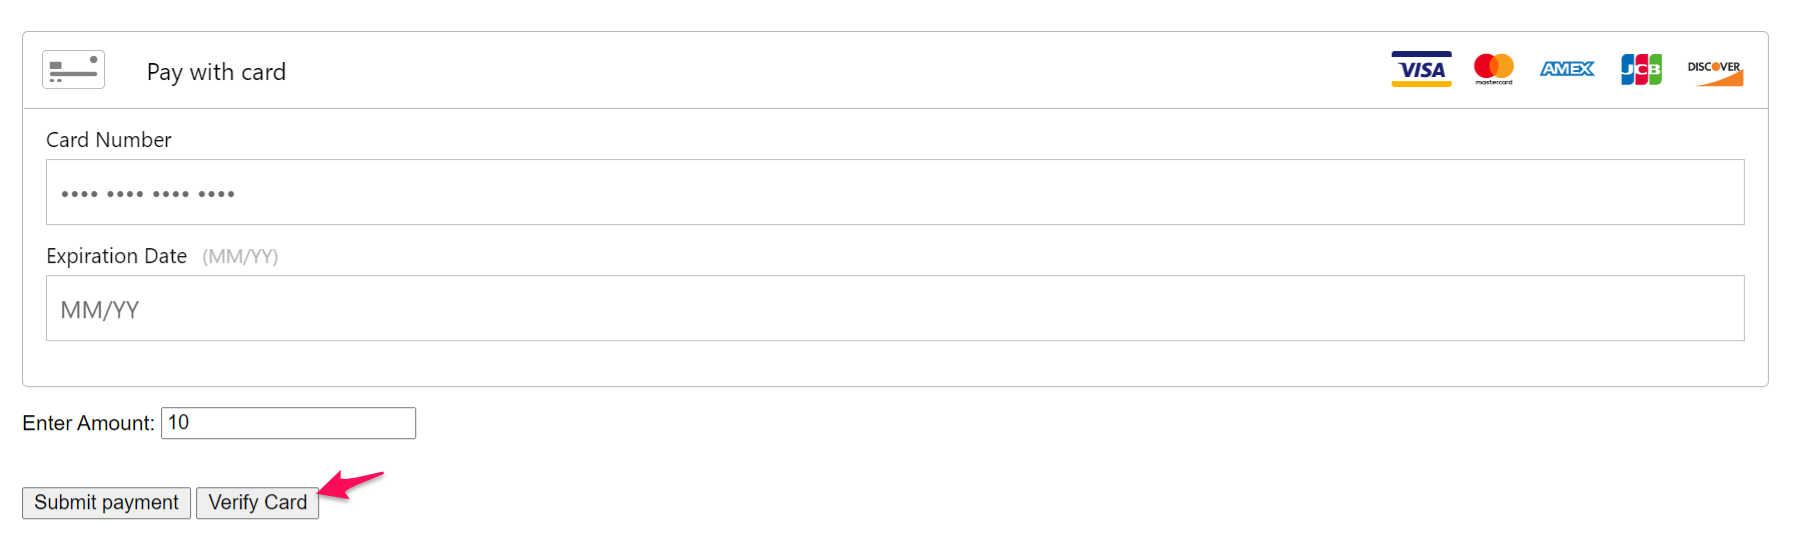 Pay with card VISA mastercard AMEX JCB DISCOVER
Card Number
•••• •••• •••• ••••
Expiration Date (MM/YY)
MM/YY
Enter Amount: 10
Submit payment Verify Card